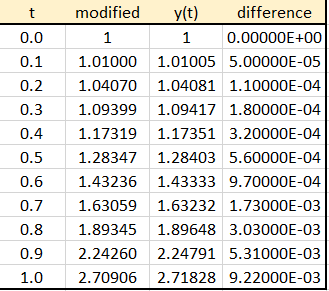 t modified y(t) difference
0.0 1 1 0.00000E+00
0.1 1.01000 1.01005 5.00000E-05
0.2 1.04070 1.04081 1.10000E-04
0.3 1.09399 1.09417 1.80000E-04
0.4 1.17319 1.17351 3.20000E-04
0.5 1.28347 1.28403 5.60000E-04
0.6 1.43236 1.43333 9.70000E-04
0.7 1.63059 1.63232 1.73000E-03
0.8 1.89345 1.89648 3.03000E-03
0.9 2.24260 2.24791 5.31000E-03
1.0 2.70906 2.71828 9.22000E-03